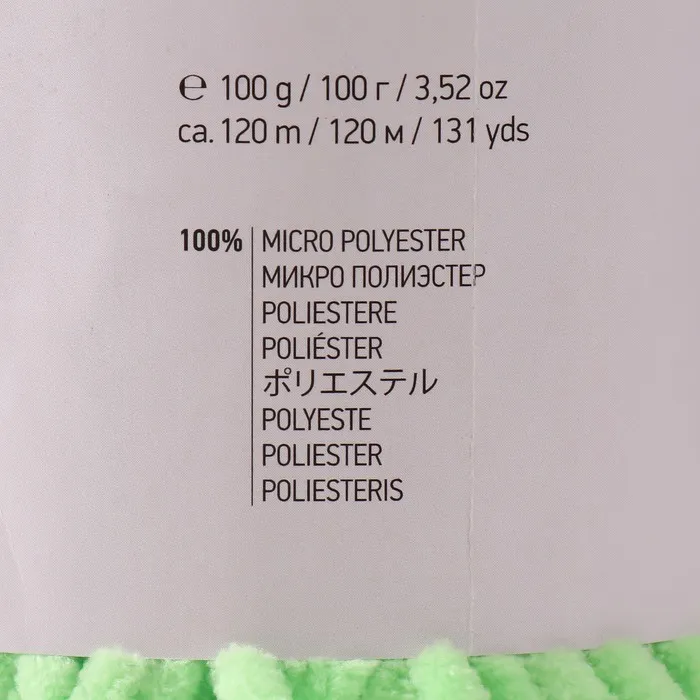 ℮ 100 g / 100 г / 3,52 oz
ca. 120 m / 120 м / 131 yds
100% MICRO POLYESTER
МИКРО ПОЛИЭСТЕР
POLIESTERE
POLIÉSTER
ポリエステル
POLYESTE
POLIESTER
POLIESTERIS